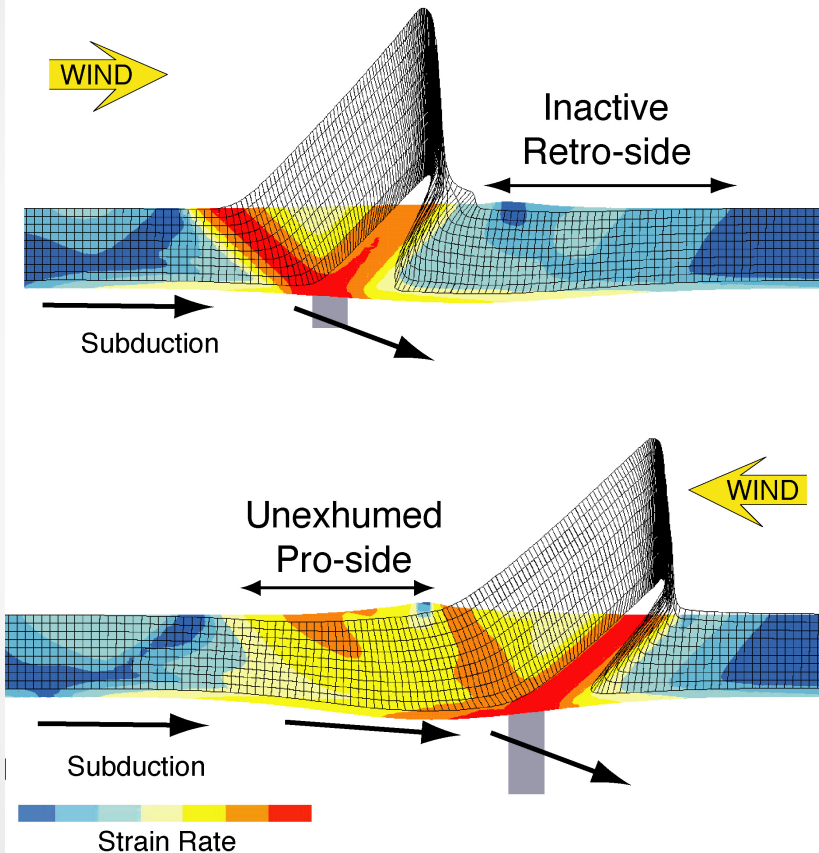 WIND
Inactive
Retro-side
Subduction
WIND
Unexhumed
Pro-side
Subduction
Strain Rate